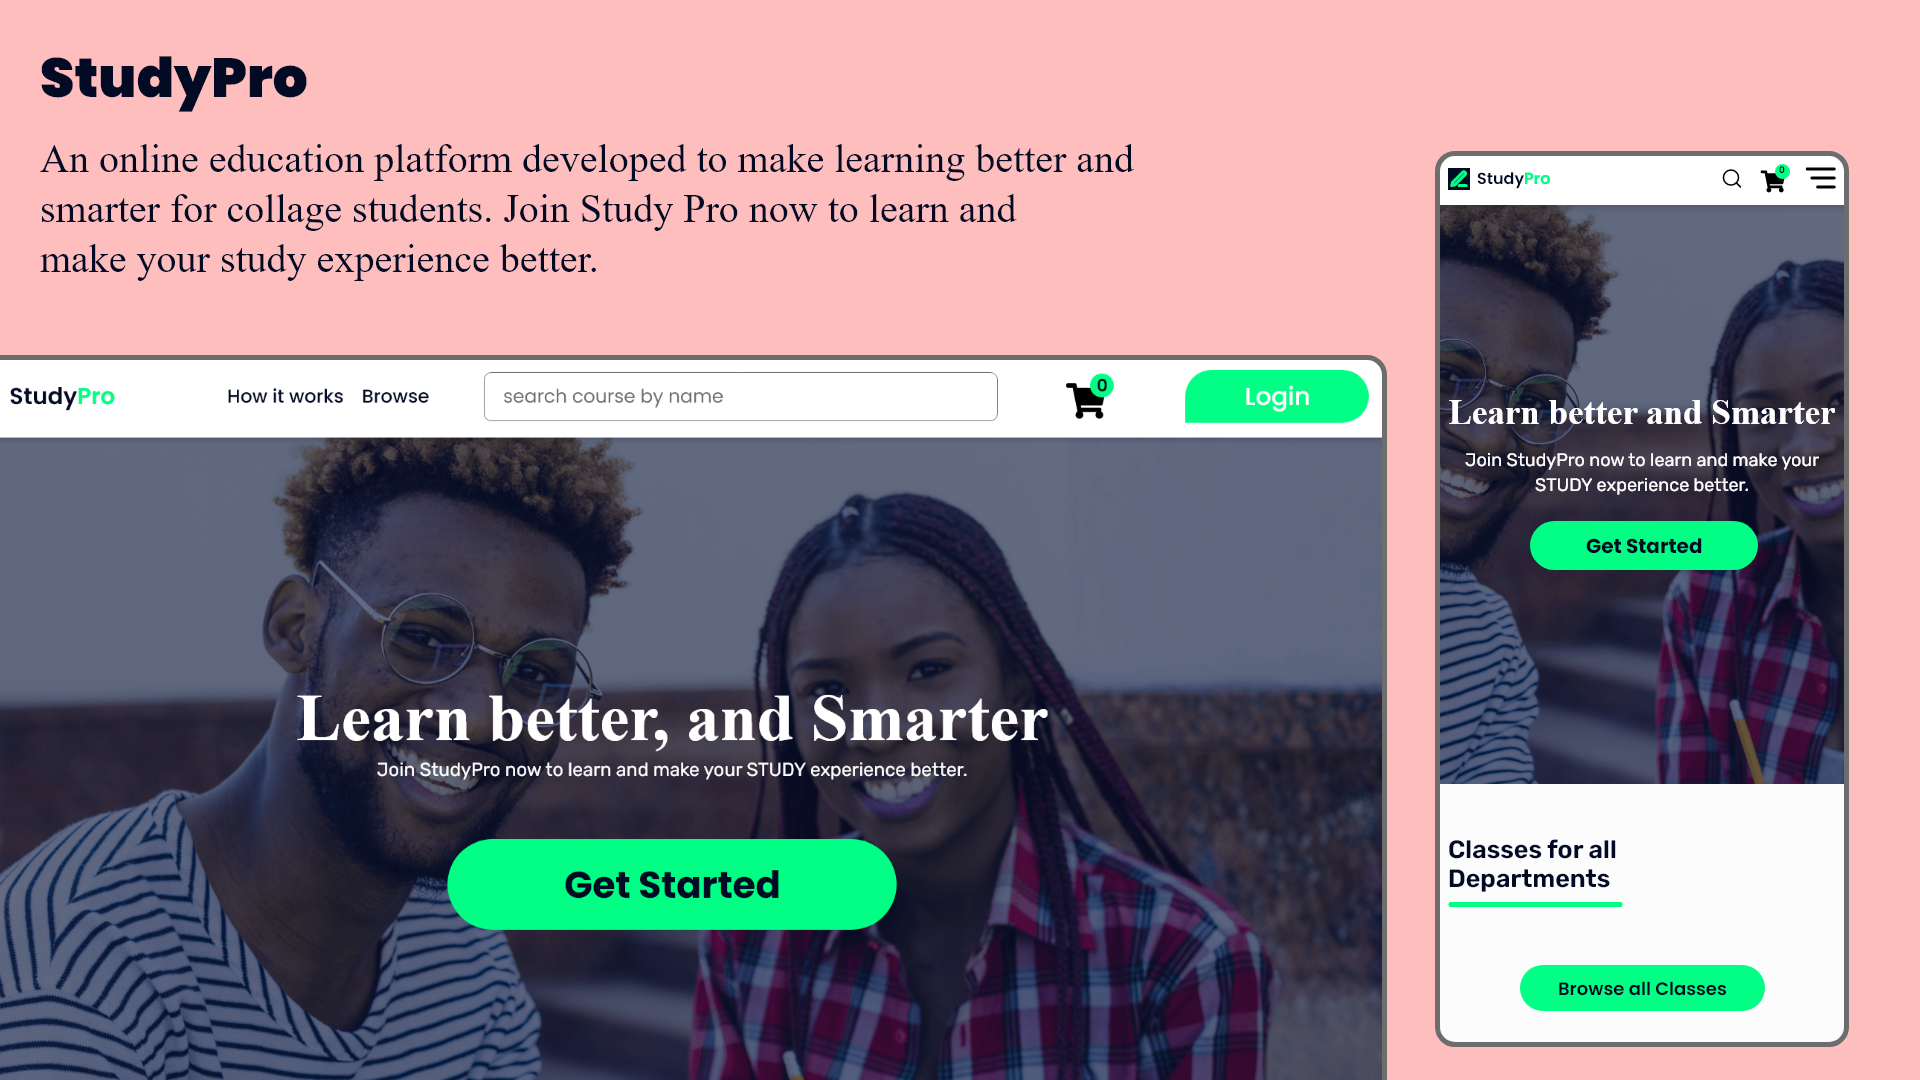 StudyPro
An online education platform developed to make learning better and
smarter for collage students. Join Study Pro now to learn and
make your study experience better.
StudyPro
How it works
Browse
search course by name
0
Login
Learn better, and Smarter
Join StudyPro now to learn and make your STUDY experience better.
Get Started
StudyPro
0
Learn better and Smarter
Join StudyPro now to learn and make your
STUDY experience better.
Get Started
Classes for all
Departments
Browse all Classes